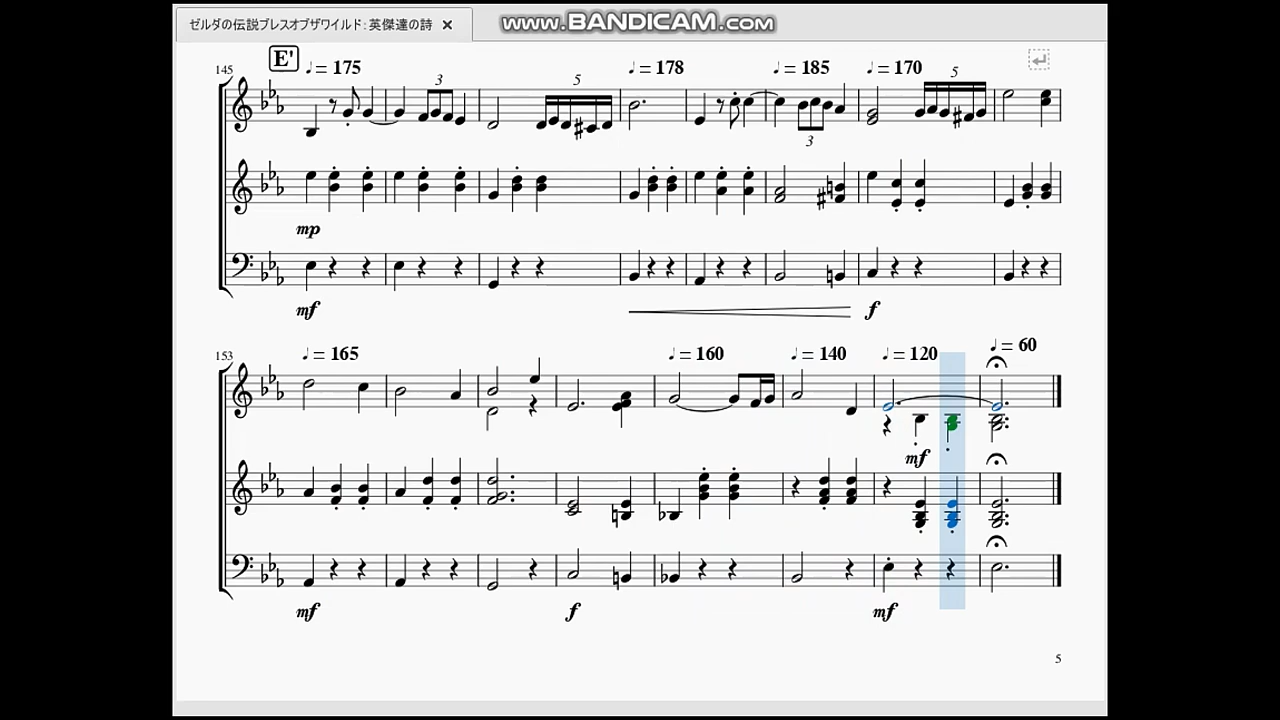 ゼルダの伝説ブレスオブザワイルド：英傑達の詩 ×
www.BANDICAM.com
E'
145 ♩= 175 ♩= 178 ♩= 185 ♩= 170
3 5 3 5
mp
mf f
153 ♩= 165 ♩= 160 ♩= 140 ♩= 120 ♩= 60
mf
mf f mf
5